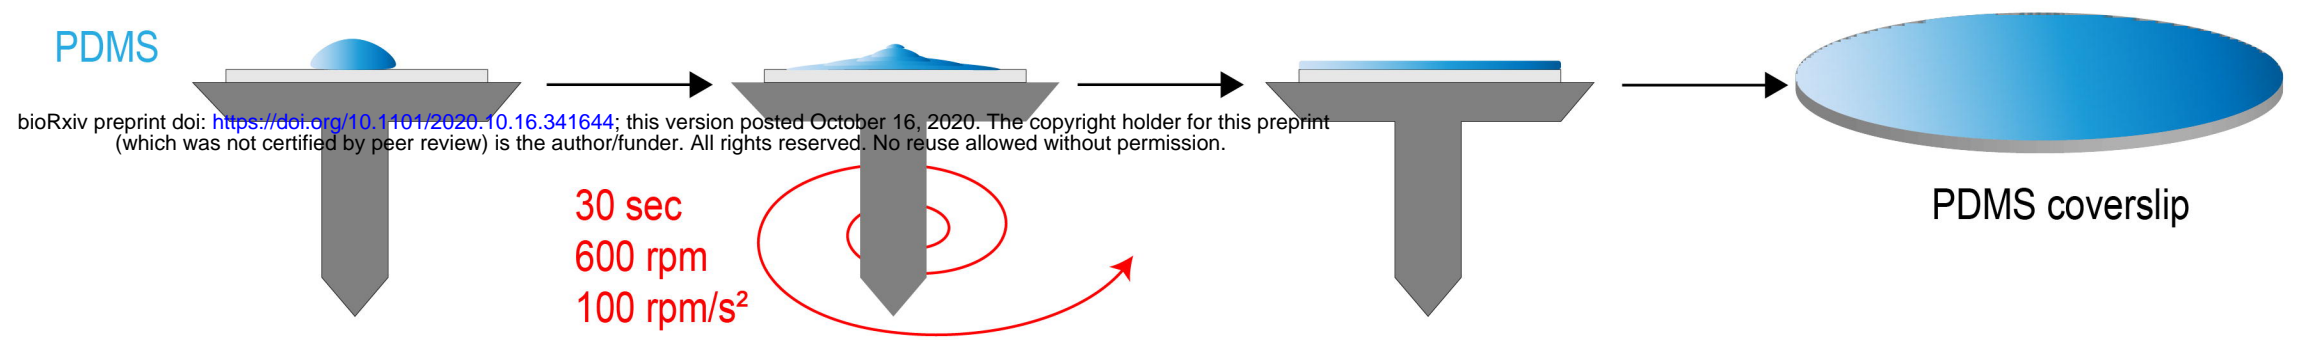 PDMS
bioRxiv preprint doi: https://doi.org/10.1101/2020.10.16.341644; this version posted October 16, 2020. The copyright holder for this preprint
(which was not certified by peer review) is the author/funder. All rights reserved. No reuse allowed without permission.
30 sec
600 rpm
100 rpm/s²
PDMS coverslip